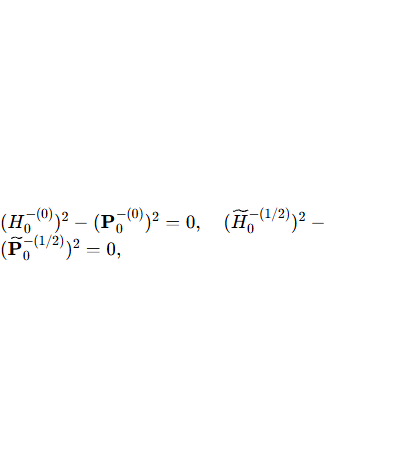 $(H_0^{-(0)})^2 - (\mathbf{P}_0^{-(0)})^2 = 0, \quad (\widetilde{H}_0^{-(1/2)})^2 -$
$(\widetilde{\mathbf{P}}_0^{-(1/2)})^2 = 0,$